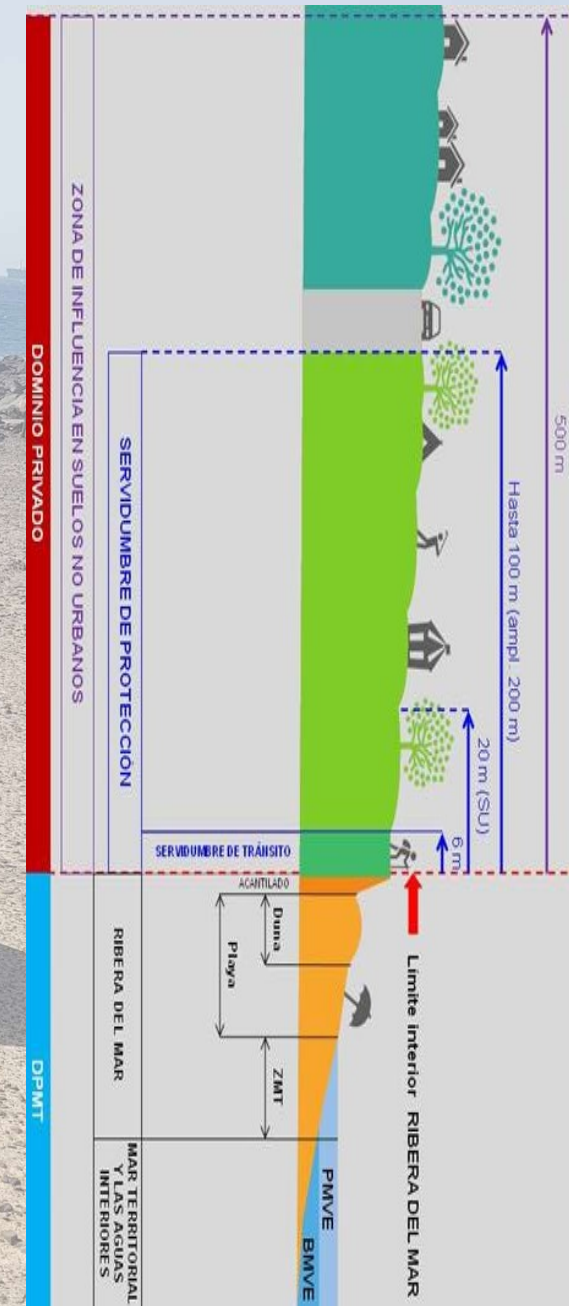 500 m
Hasta 100 m (ampl. 200 m)
20 m (SU)
6 m
Límite interior RIBERA DEL MAR
PMVE
BMVE
Duna
ZMT
Playa
ACANTILADO
SERVIDUMBRE DE TRÁNSITO
SERVIDUMBRE DE PROTECCIÓN
RIBERA DEL MAR
MAR TERRITORIAL
Y LAS AGUAS
INTERIORES
ZONA DE INFLUENCIA EN SUELOS NO URBANOS
DOMINIO PRIVADO
DPMT